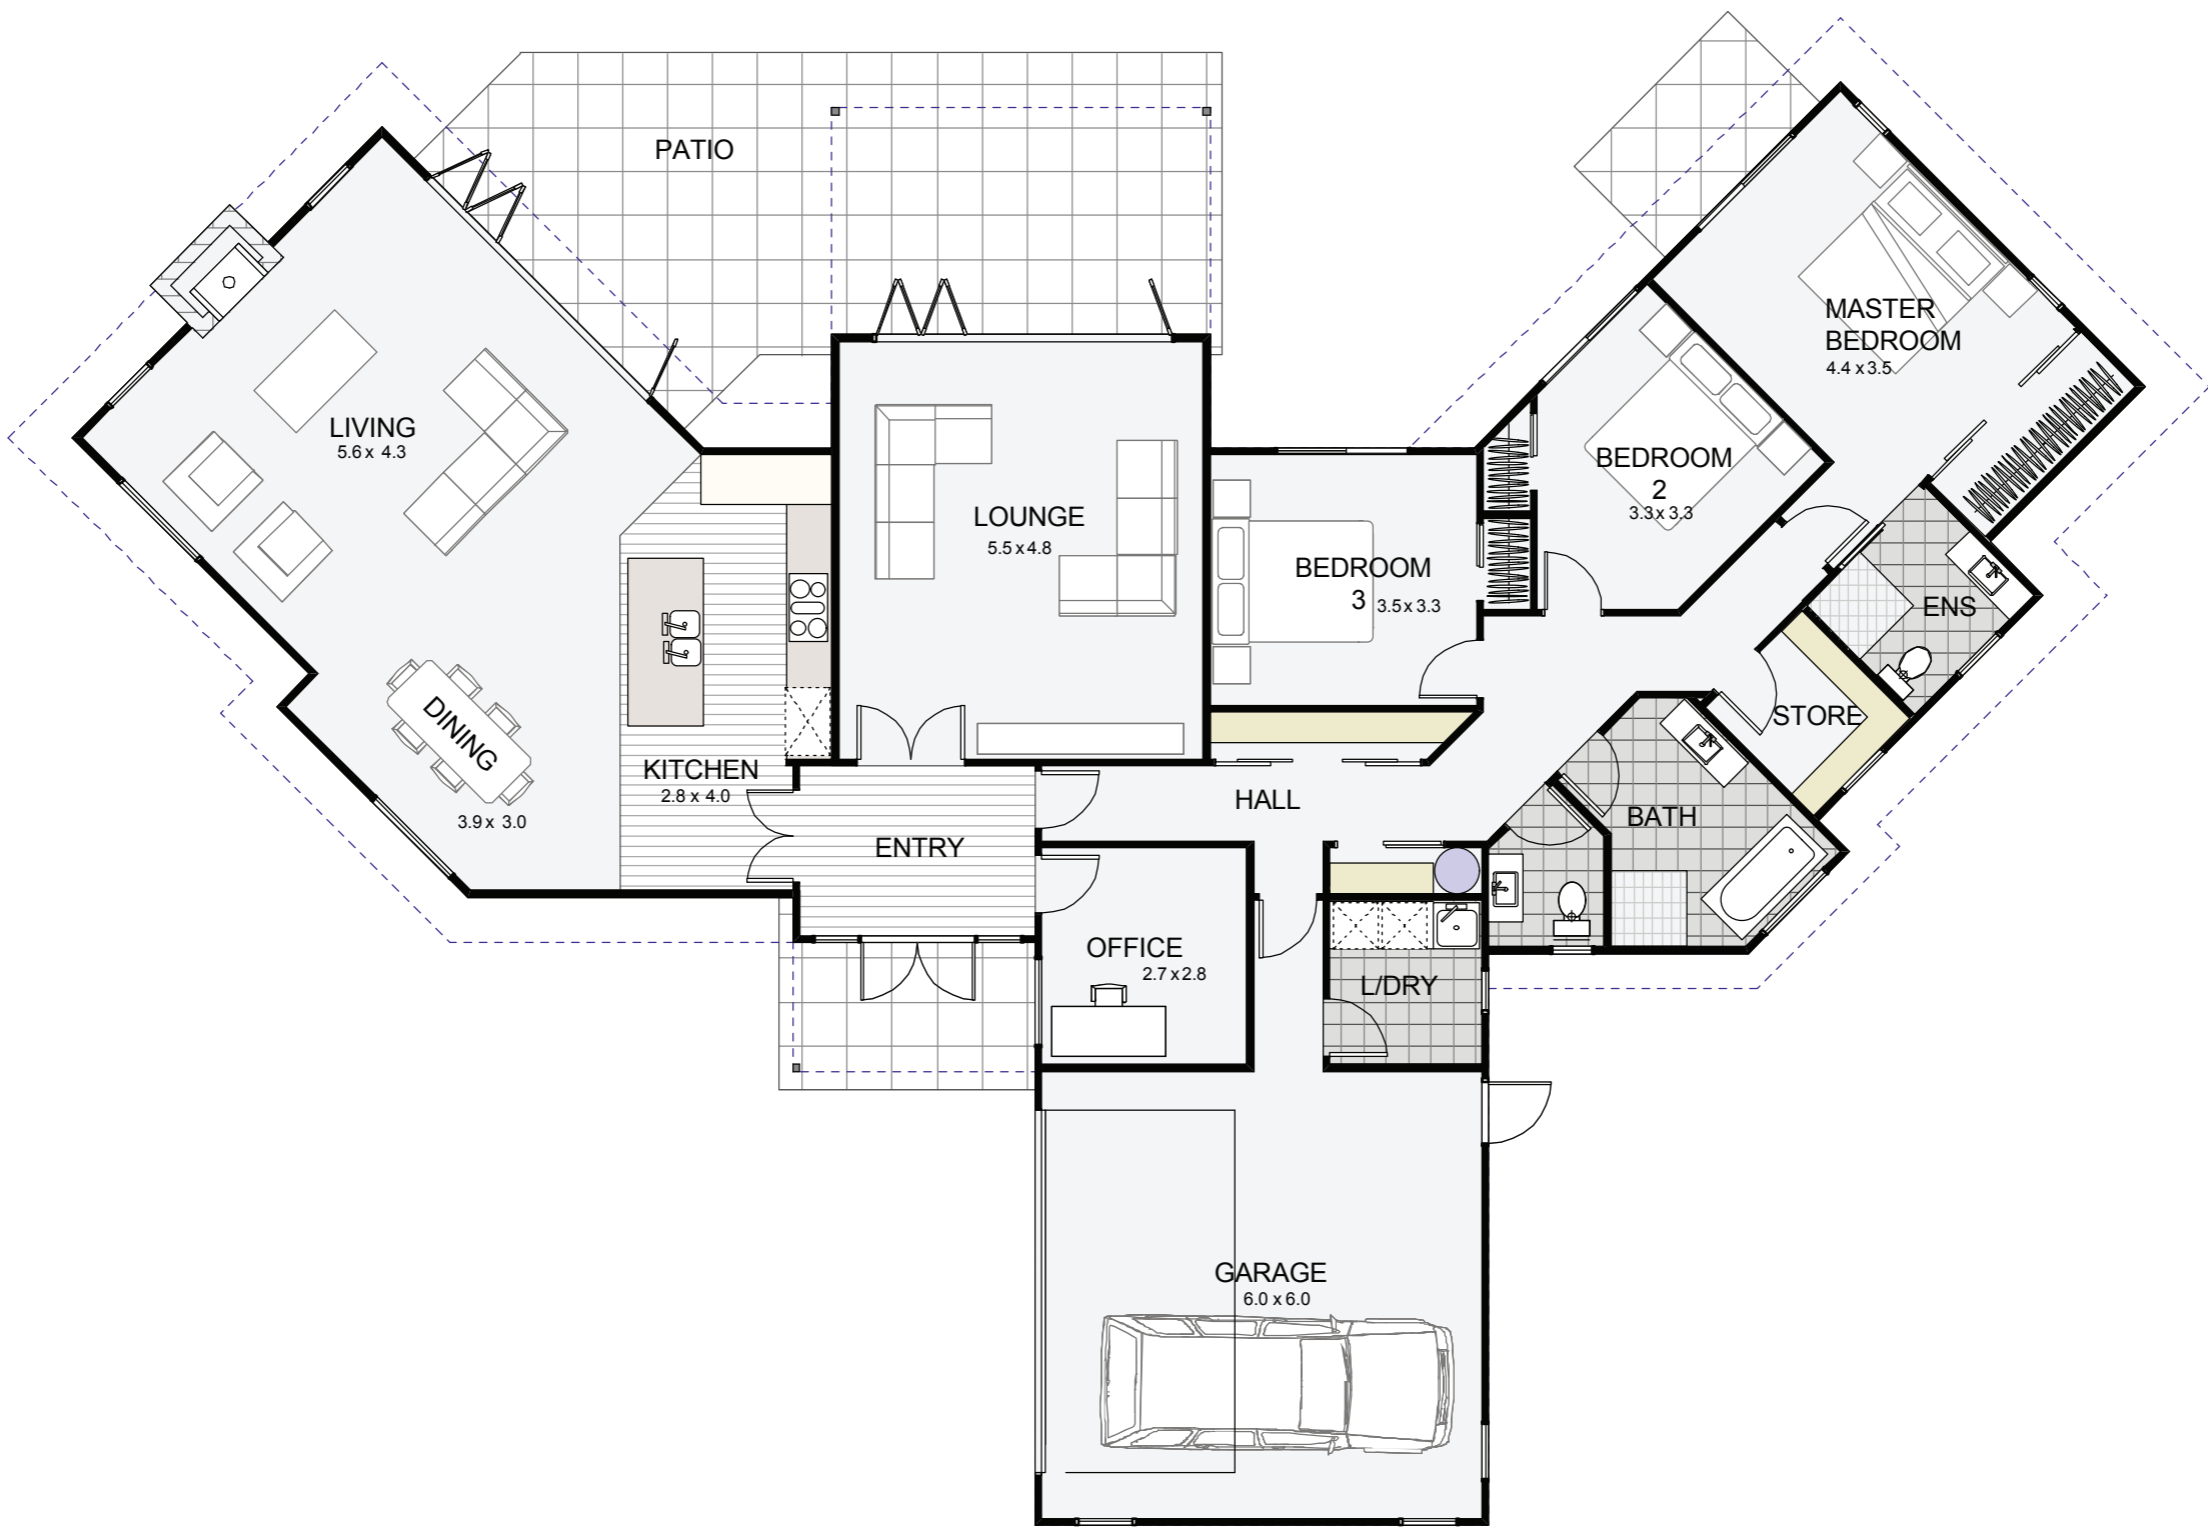 PATIO
LIVING
5.6 x 4.3
DINING
3.9 x 3.0
KITCHEN
2.8 x 4.0
LOUNGE
5.5 x 4.8
ENTRY
HALL
OFFICE
2.7 x 2.8
L/DRY
GARAGE
6.0 x 6.0
BEDROOM
3 3.5 x 3.3
BEDROOM
2
3.3 x 3.3
MASTER
BEDROOM
4.4 x 3.5
ENS
STORE
BATH